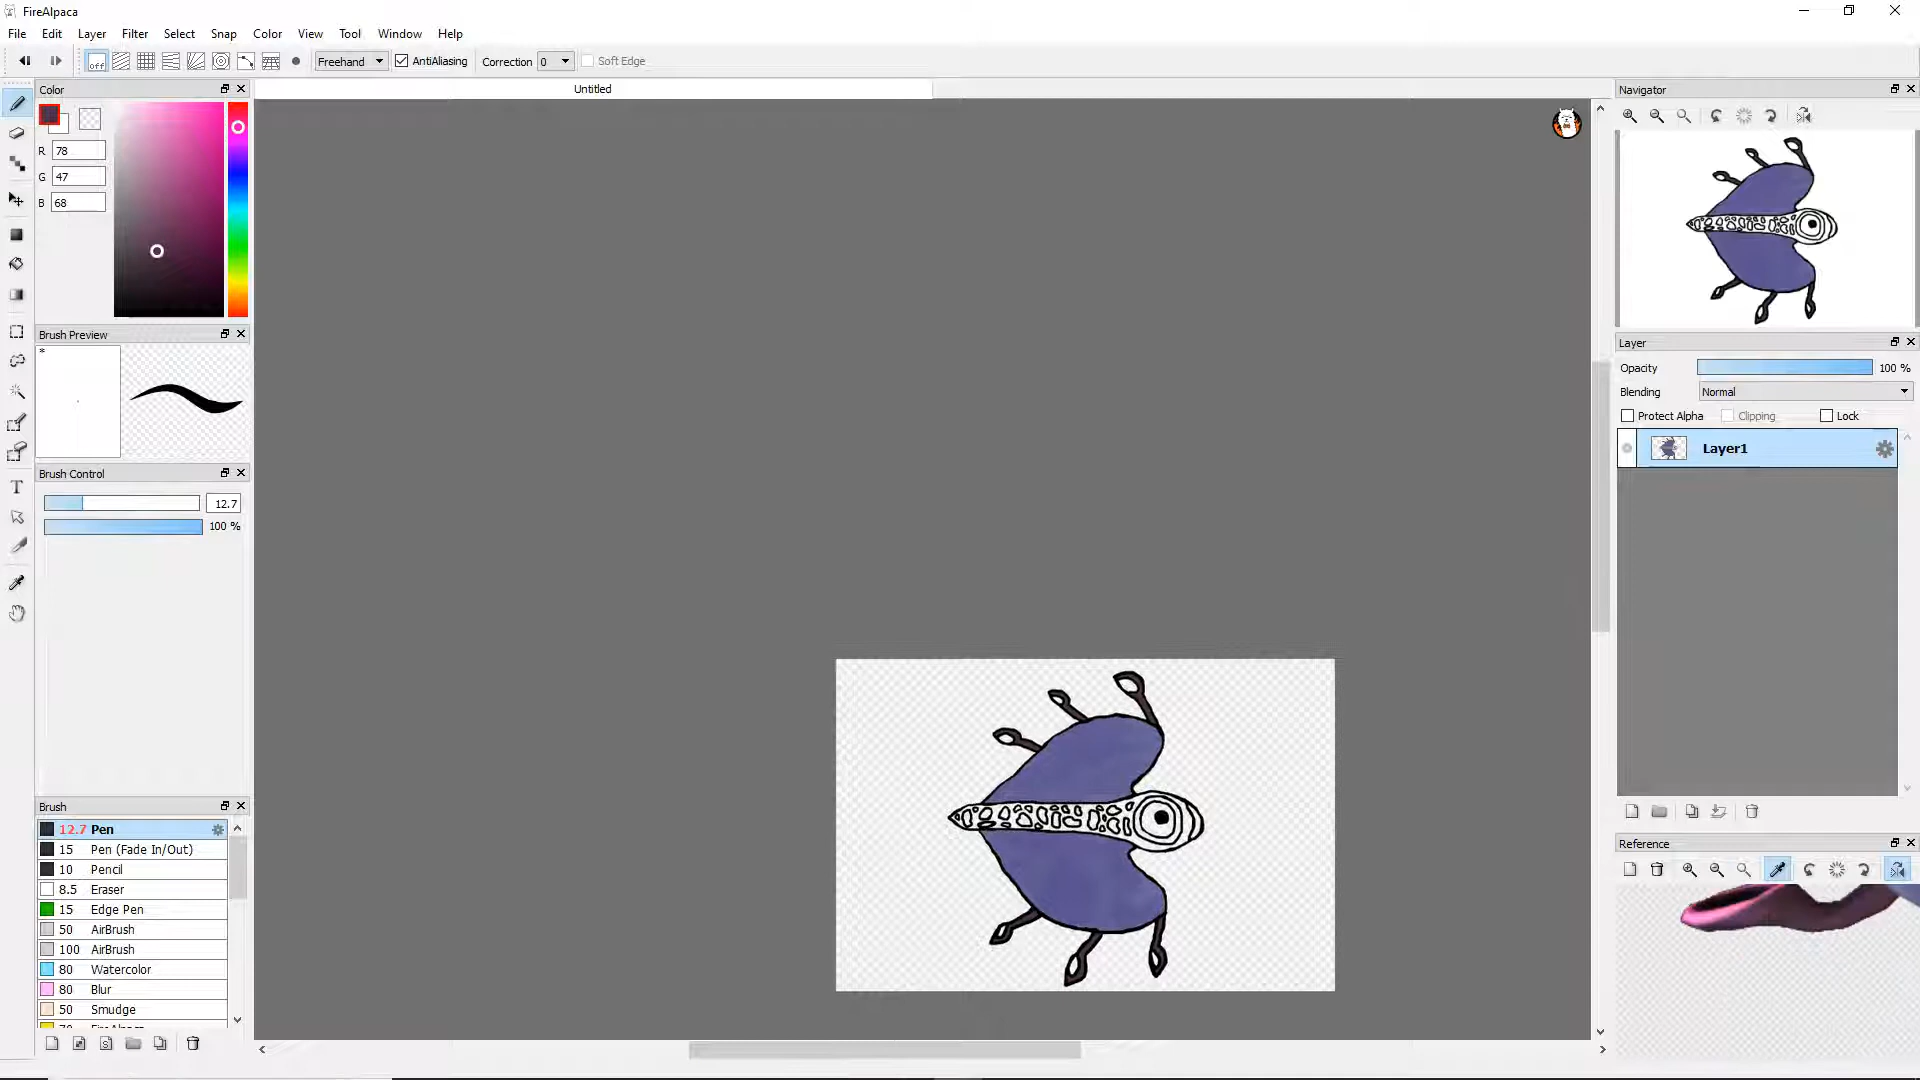 FireAlpaca
File Edit Layer Filter Select Snap Color View Tool Window Help
off Freehand AntiAliasing Correction 0 Soft Edge
Color
R 78
G 47
B 68
Brush Preview
*
Brush Control
12.7
100 %
Brush
12.7 Pen
15 Pen (Fade In/Out)
10 Pencil
8.5 Eraser
15 Edge Pen
50 AirBrush
100 AirBrush
80 Watercolor
80 Blur
50 Smudge
Untitled
Navigator
Layer
Opacity 100 %
Blending Normal
Protect Alpha Clipping Lock
Layer1
Reference